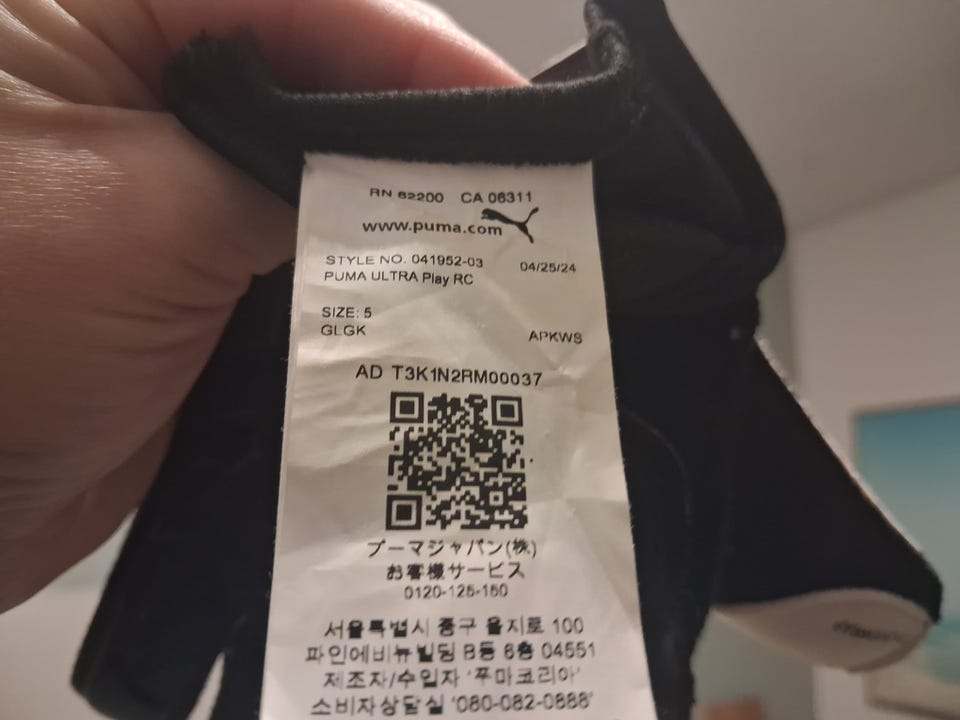 RN 62200 CA 06311
www.puma.com
STYLE NO. 041952-03 04/25/24
PUMA ULTRA Play RC
SIZE: 5
GLGK APKWS
AD T3K1N2RM00037
プーマジャパン(株)
お客様サービス
0120-125-150
서울특별시 중구 을지로 100
파인에비뉴빌딩 B동 6층 04551
제조자/수입자 '푸마코리아'
소비자상담실 '080-082-0888'